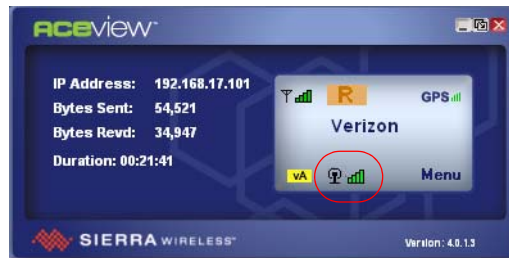 ACEVIEW
IP Address: 192.168.17.101
Bytes Sent: 54,521
Bytes Revd: 34,947
Duration: 00:21:41
R GPS
Verizon
vA Menu
SIERRA WIRELESS
Version: 4.0.1.3